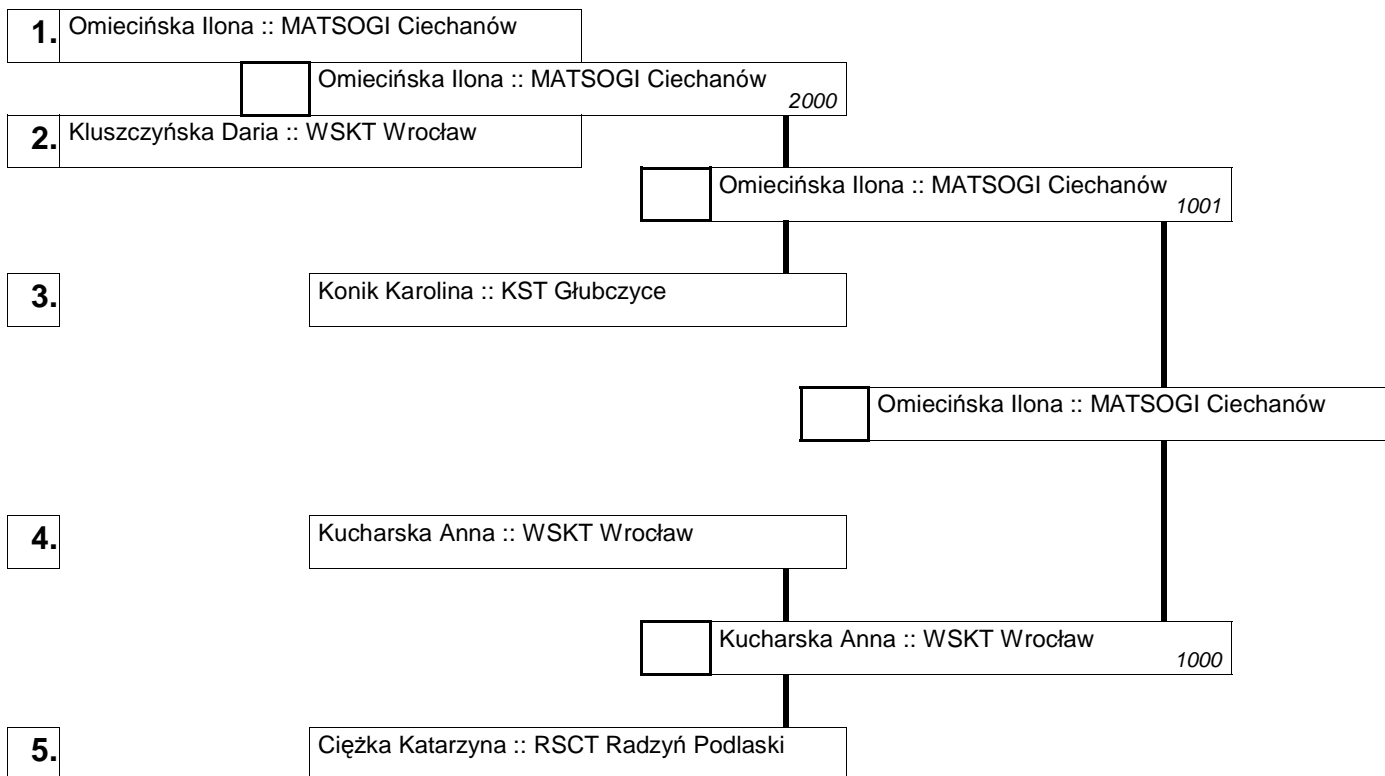 1. Omiecińska Ilona :: MATSOGI Ciechanów
Omiecińska Ilona :: MATSOGI Ciechanów
2000
2. Kluszczyńska Daria :: WSKT Wrocław
Omiecińska Ilona :: MATSOGI Ciechanów
1001
3. Konik Karolina :: KST Głubczyce
Omiecińska Ilona :: MATSOGI Ciechanów
4. Kucharska Anna :: WSKT Wrocław
Kucharska Anna :: WSKT Wrocław
1000
5. Ciężka Katarzyna :: RSCT Radzyń Podlaski